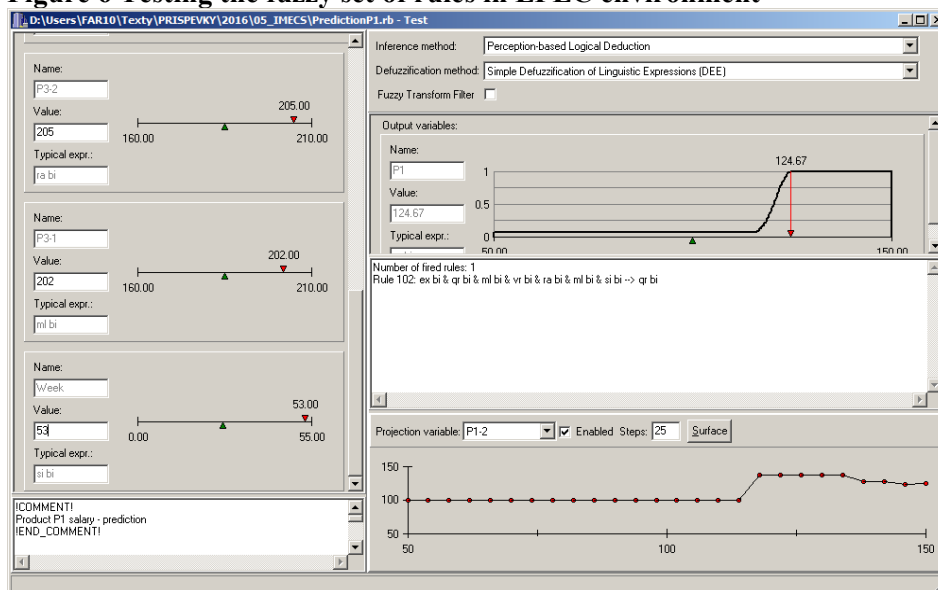 Figure 6 Testing the fuzzy set of rules in LFLC environment
D:\Users\FAR10\Texty\PRISPEVKY\2016\05_IMECS\PredictionP1.rb - Test
Name:
P3-2
Value:
205
Typical expr.:
ra bi
205.00
160.00 210.00
Name:
P3-1
Value:
202
Typical expr.:
ml bi
202.00
160.00 210.00
Name:
Week
Value:
53
Typical expr.:
si bi
53.00
0.00 55.00
!COMMENT!
Product P1 salary - prediction
!END_COMMENT!
Inference method: Perception-based Logical Deduction
Defuzzification method: Simple Defuzzification of Linguistic Expressions (DEE)
Fuzzy Transform Filter
Output variables:
Name:
P1
Value:
124.67
Typical expr.:
124.67
1
0.5
0
50.00 150.00
Number of fired rules: 1
Rule 102: ex bi & qr bi & ml bi & vr bi & ra bi & ml bi & si bi --> qr bi
Projection variable: P1-2 Enabled Steps: 25 Surface
150
100
50
50 100 150